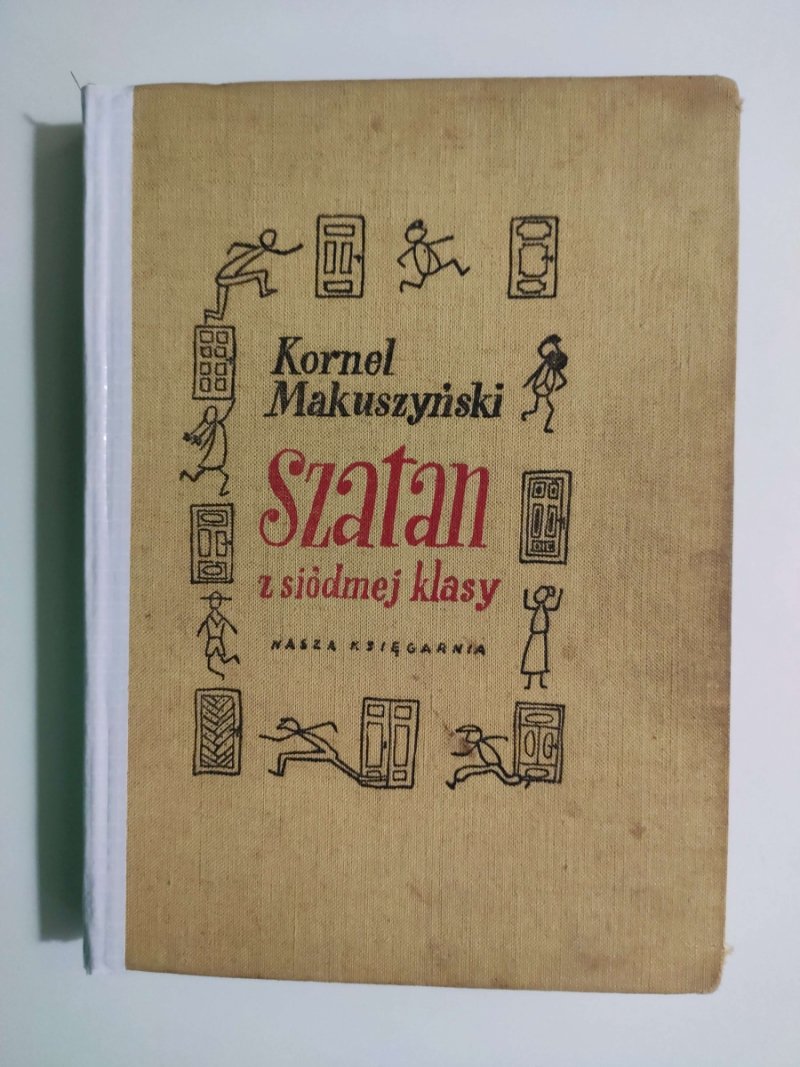 Kornel
Makuszyński
Szatan
z siódmej klasy
NASZA KSIĘGARNIA